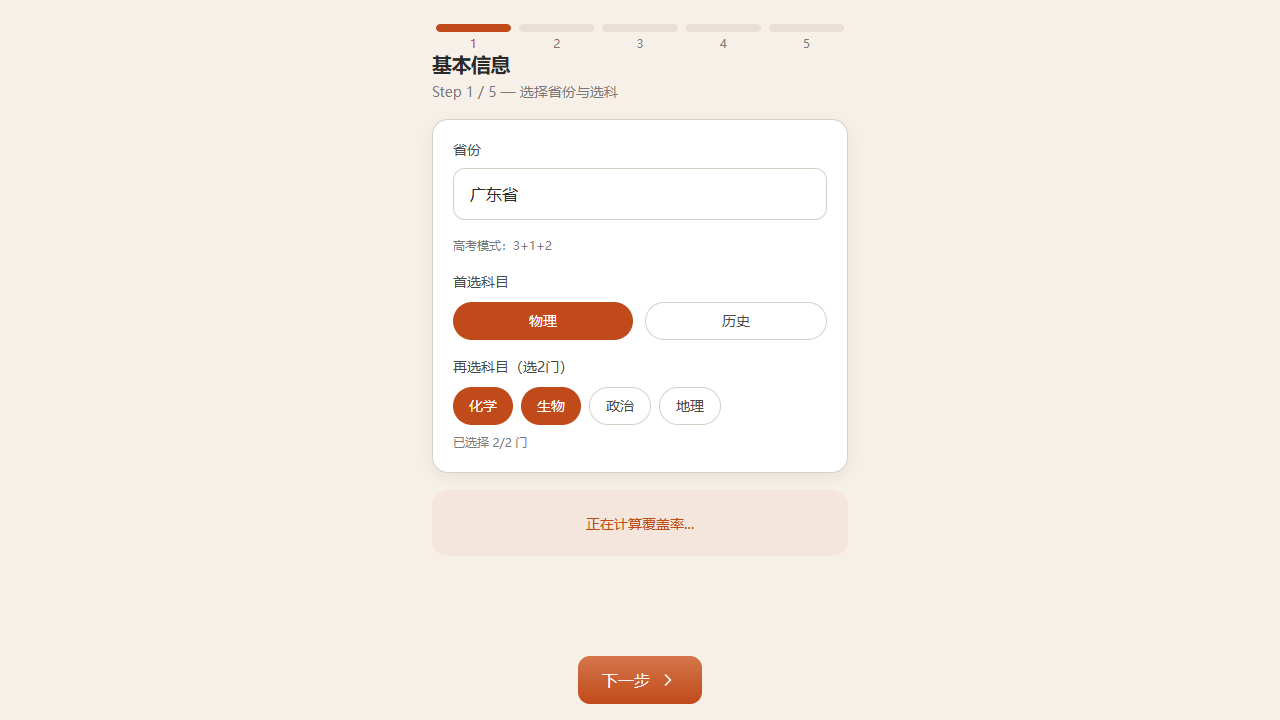 1 2 3 4 5
基本信息
Step 1 / 5 — 选择省份与选科
省份
广东省
高考模式：3+1+2
首选科目
物理 历史
再选科目（选2门）
化学 生物 政治 地理
已选择 2/2 门
正在计算覆盖率...
下一步